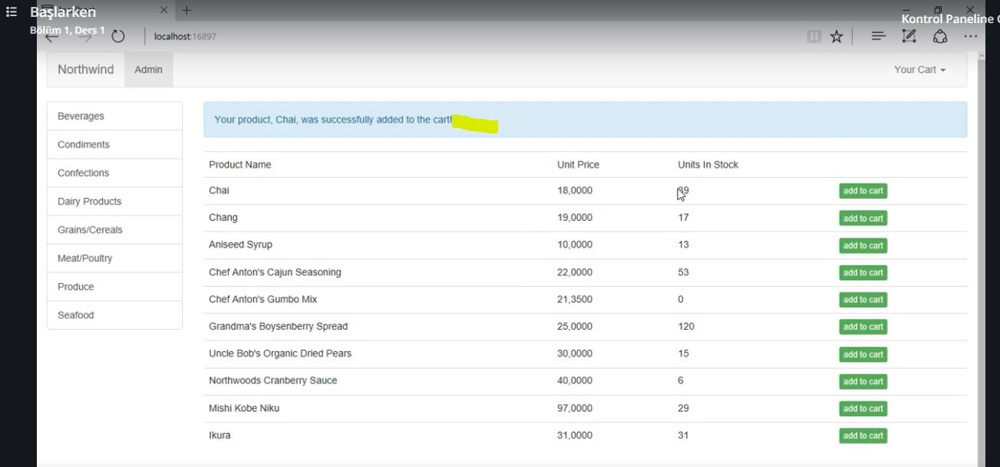 Başlarken
Bölüm 1, Ders 1
Kontrol Paneline
localhost:16897
Northwind Admin Your Cart
Beverages
Condiments
Confections
Dairy Products
Grains/Cereals
Meat/Poultry
Produce
Seafood
Your product, Chai, was successfully added to the cart!
Product Name Unit Price Units In Stock
Chai 18,0000 39 add to cart
Chang 19,0000 17 add to cart
Aniseed Syrup 10,0000 13 add to cart
Chef Anton's Cajun Seasoning 22,0000 53 add to cart
Chef Anton's Gumbo Mix 21,3500 0 add to cart
Grandma's Boysenberry Spread 25,0000 120 add to cart
Uncle Bob's Organic Dried Pears 30,0000 15 add to cart
Northwoods Cranberry Sauce 40,0000 6 add to cart
Mishi Kobe Niku 97,0000 29 add to cart
Ikura 31,0000 31 add to cart